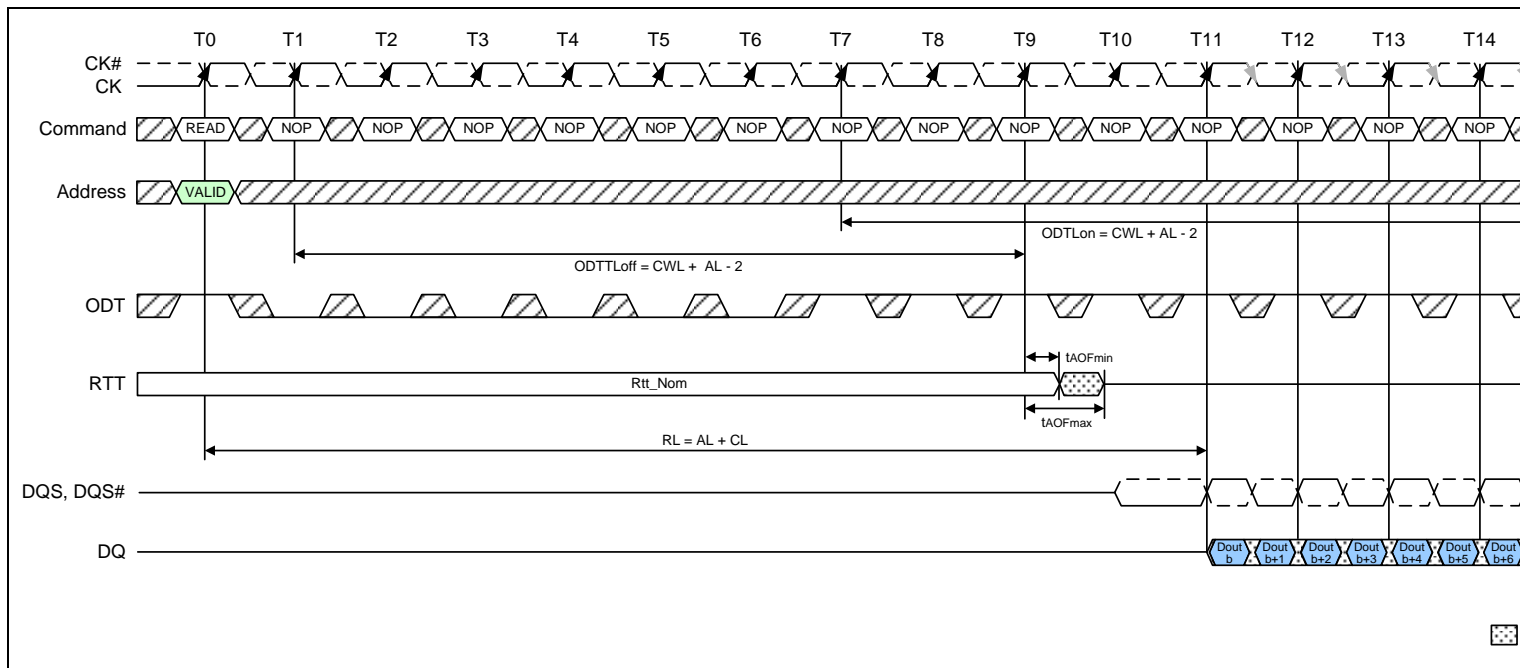 T0 T1 T2 T3 T4 T5 T6 T7 T8 T9 T10 T11 T12 T13 T14
CK#
CK
Command READ NOP NOP NOP NOP NOP NOP NOP NOP NOP NOP NOP NOP NOP NOP
Address VALID
ODTLon = CWL + AL - 2
ODTTLoff = CWL + AL - 2
ODT
tAOFmin
RTT Rtt_Nom
tAOFmax
RL = AL + CL
DQS, DQS#
DQ Dout b Dout b+1 Dout b+2 Dout b+3 Dout b+4 Dout b+5 Dout b+6